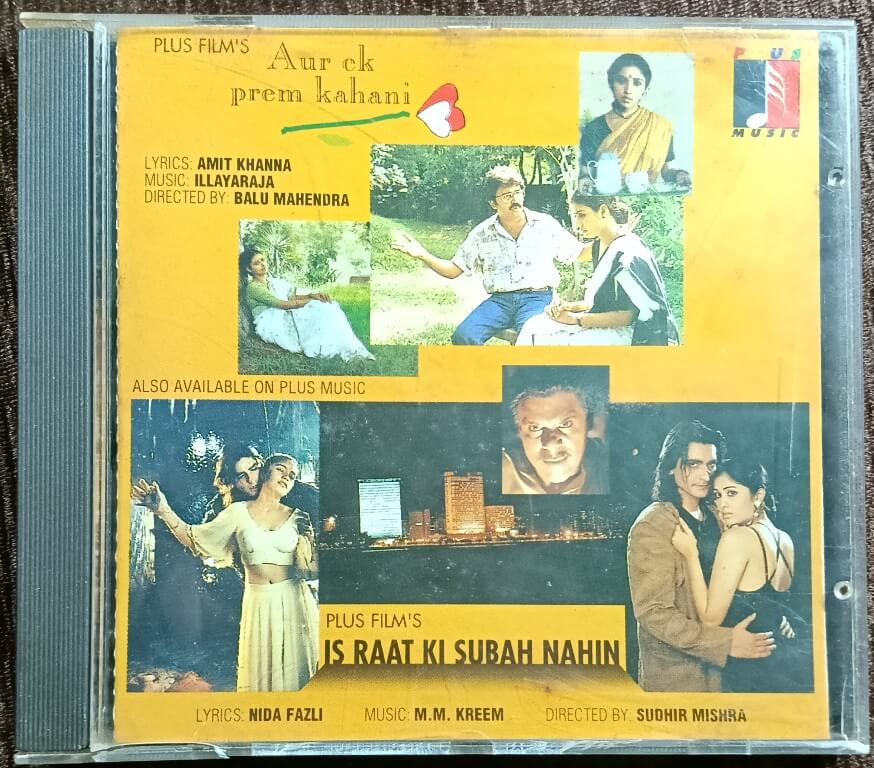 PLUS FILM'S
Aur ek
prem kahani
PLUS
MUSIC
LYRICS: AMIT KHANNA
MUSIC: ILLAYARAJA
DIRECTED BY: BALU MAHENDRA
ALSO AVAILABLE ON PLUS MUSIC
PLUS FILM'S
IS RAAT KI SUBAH NAHIN
LYRICS: NIDA FAZLI MUSIC: M.M. KREEM DIRECTED BY: SUDHIR MISHRA